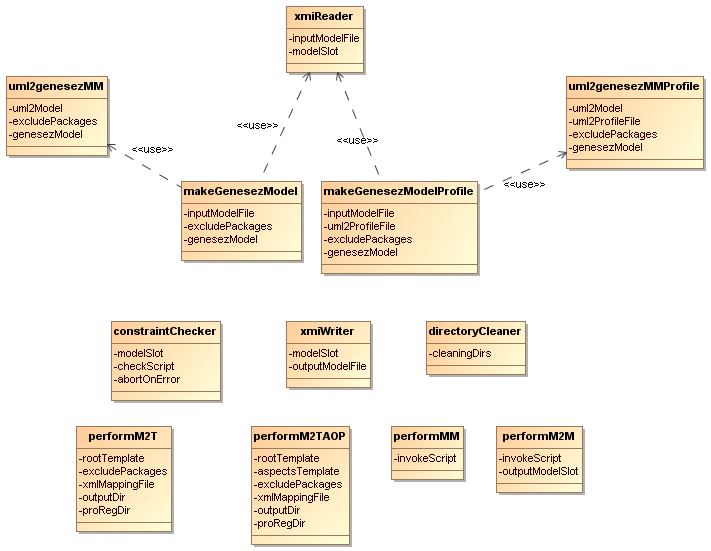 xmiReader
-inputModelFile
-modelSlot
uml2genesezMM
-uml2Model
-excludePackages
-genesezModel
uml2genesezMMProfile
-uml2Model
-uml2ProfileFile
-excludePackages
-genesezModel
<<use>>
<<use>>
<<use>>
<<use>>
makeGenesezModel
-inputModelFile
-excludePackages
-genesezModel
makeGenesezModelProfile
-inputModelFile
-uml2ProfileFile
-excludePackages
-genesezModel
constraintChecker
-modelSlot
-checkScript
-abortOnError
xmiWriter
-modelSlot
-outputModelFile
directoryCleaner
-cleaningDirs
performM2T
-rootTemplate
-excludePackages
-xmlMappingFile
-outputDir
-proRegDir
performM2TAOP
-rootTemplate
-aspectsTemplate
-excludePackages
-xmlMappingFile
-outputDir
-proRegDir
performMM
-invokeScript
performM2M
-invokeScript
-outputModelSlot